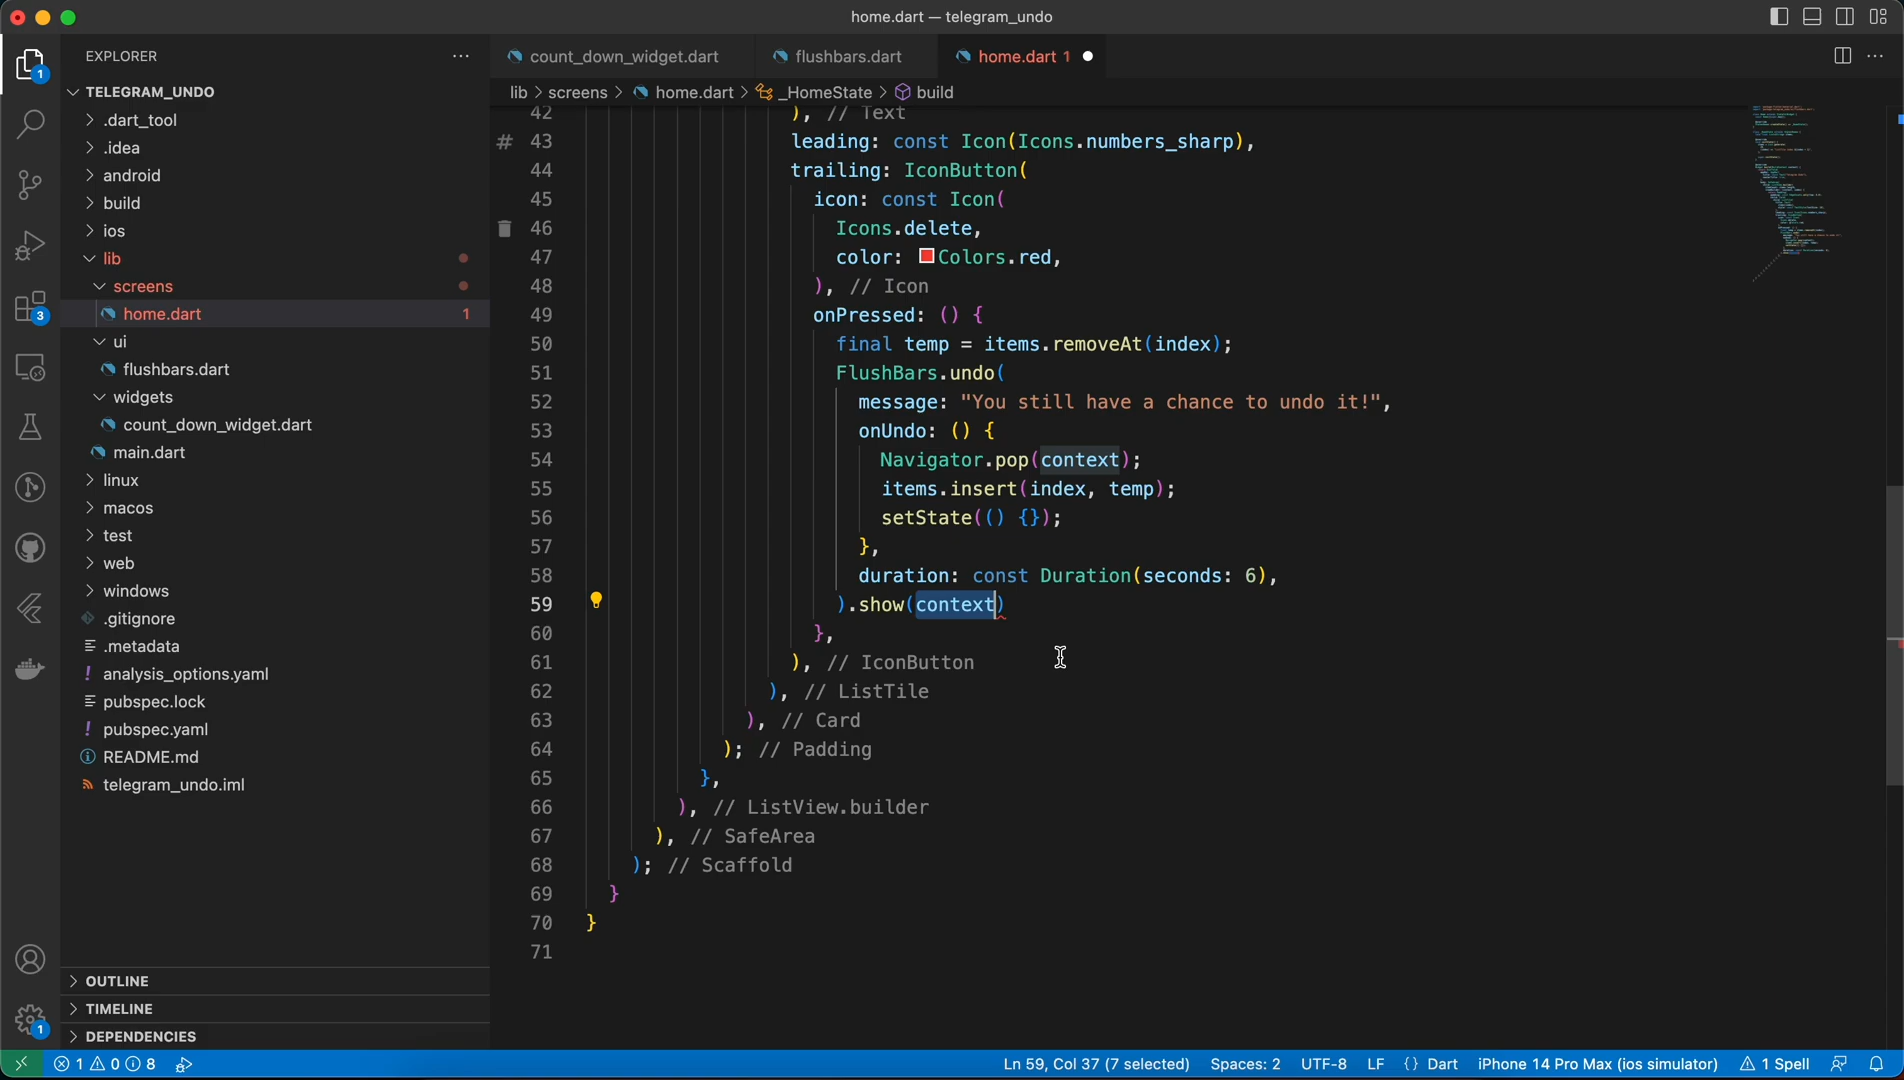 home.dart — telegram_undo
EXPLORER
1
TELEGRAM_UNDO
.dart_tool
.idea
android
build
ios
lib
screens
home.dart 1
ui
flushbars.dart
widgets
count_down_widget.dart
main.dart
linux
macos
test
web
windows
.gitignore
.metadata
! analysis_options.yaml
pubspec.lock
! pubspec.yaml
README.md
telegram_undo.iml
OUTLINE
TIMELINE
DEPENDENCIES
3
1
count_down_widget.dart
flushbars.dart
home.dart 1
lib > screens > home.dart > _HomeState > build
42 ), // Text
# 43 leading: const Icon(Icons.numbers_sharp),
44 trailing: IconButton(
45 icon: const Icon(
46 Icons.delete,
47 color: Colors.red,
48 ), // Icon
49 onPressed: () {
50 final temp = items.removeAt(index);
51 FlushBars.undo(
52 message: "You still have a chance to undo it!",
53 onUndo: () {
54 Navigator.pop(context);
55 items.insert(index, temp);
56 setState(() {});
57 },
58 duration: const Duration(seconds: 6),
59 ).show(context)
60 },
61 ), // IconButton
62 ), // ListTile
63 ), // Card
64 ); // Padding
65 },
66 ), // ListView.builder
67 ), // SafeArea
68 ); // Scaffold
69 }
70 }
71
1 0 8
Ln 59, Col 37 (7 selected)
Spaces: 2
UTF-8
LF
{} Dart
iPhone 14 Pro Max (ios simulator)
1 Spell